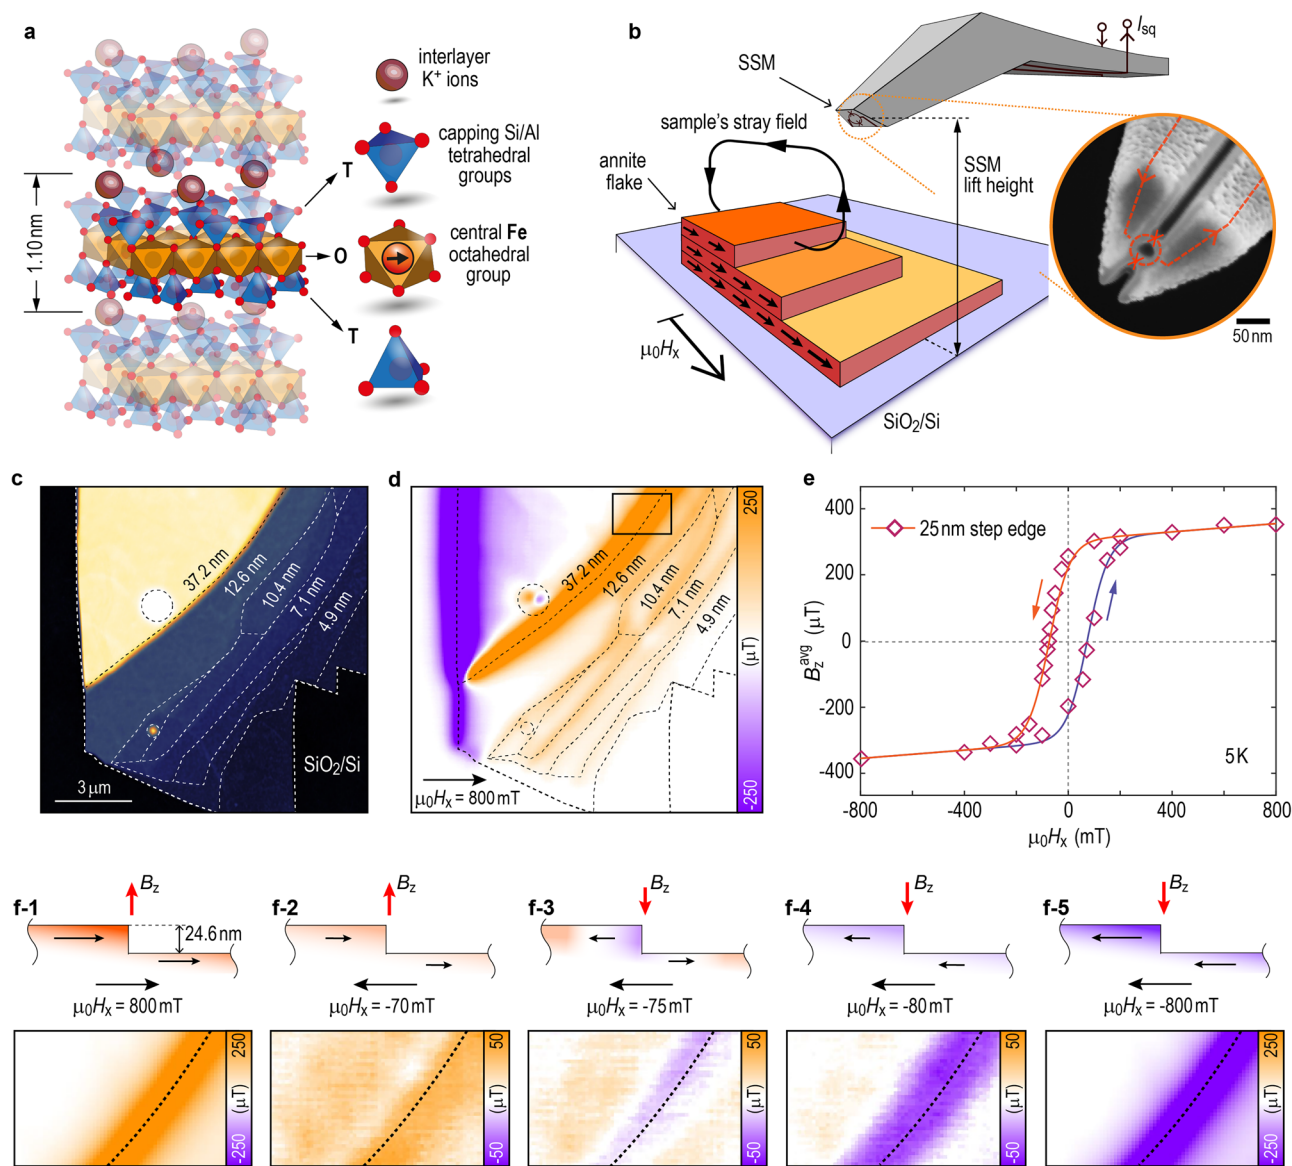 a
interlayer
K⁺ ions
capping Si/Al
tetrahedral
groups
T
1.10 nm
O
central Fe
octahedral
group
T
b
Isq
SSM
sample's stray field
annite
flake
SSM
lift height
μ₀Hx
SiO₂/Si
50 nm
c
37.2 nm
12.6 nm
10.4 nm
7.1 nm
4.9 nm
SiO₂/Si
3 μm
d
37.2 nm
12.6 nm
10.4 nm
7.1 nm
4.9 nm
μ₀Hx = 800 mT
250
(μT)
-250
e
25 nm step edge
400
200
0
-200
-400
Bz^avg (μT)
5K
-800
-400
0
400
800
μ₀Hx (mT)
f-1
Bz
24.6 nm
μ₀Hx = 800 mT
250
(μT)
-250
f-2
Bz
μ₀Hx = -70 mT
50
(μT)
-50
f-3
Bz
μ₀Hx = -75 mT
50
(μT)
-50
f-4
Bz
μ₀Hx = -80 mT
50
(μT)
-50
f-5
Bz
μ₀Hx = -800 mT
250
(μT)
-250